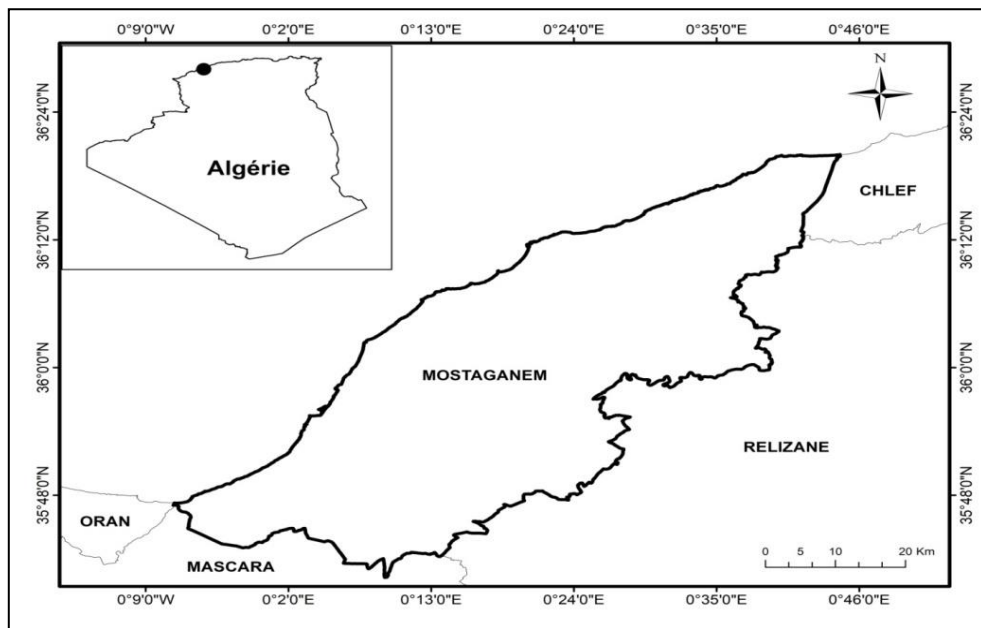 0°9'0"W 0°2'0"E 0°13'0"E 0°24'0"E 0°35'0"E 0°46'0"E
N
36°24'0"N 36°24'0"N
Algérie
CHLEF
36°12'0"N 36°12'0"N
36°0'0"N 36°0'0"N
MOSTAGANEM
RELIZANE
35°48'0"N 35°48'0"N
ORAN
MASCARA
0 5 10 20 Km
0°9'0"W 0°2'0"E 0°13'0"E 0°24'0"E 0°35'0"E 0°46'0"E